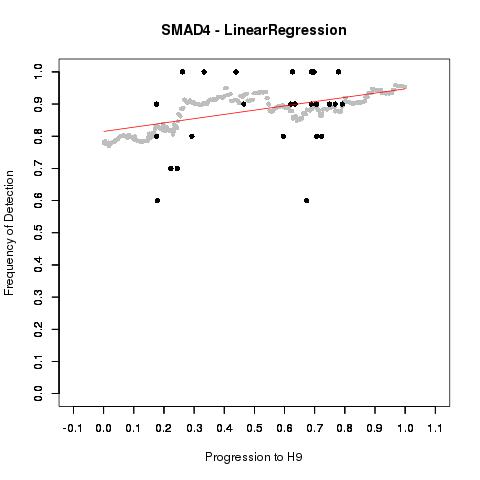 SMAD4 - LinearRegression
Frequency of Detection
1.0
0.9
0.8
0.7
0.6
0.5
0.4
0.3
0.2
0.1
0.0
-0.1 0.0 0.1 0.2 0.3 0.4 0.5 0.6 0.7 0.8 0.9 1.0 1.1
Progression to H9